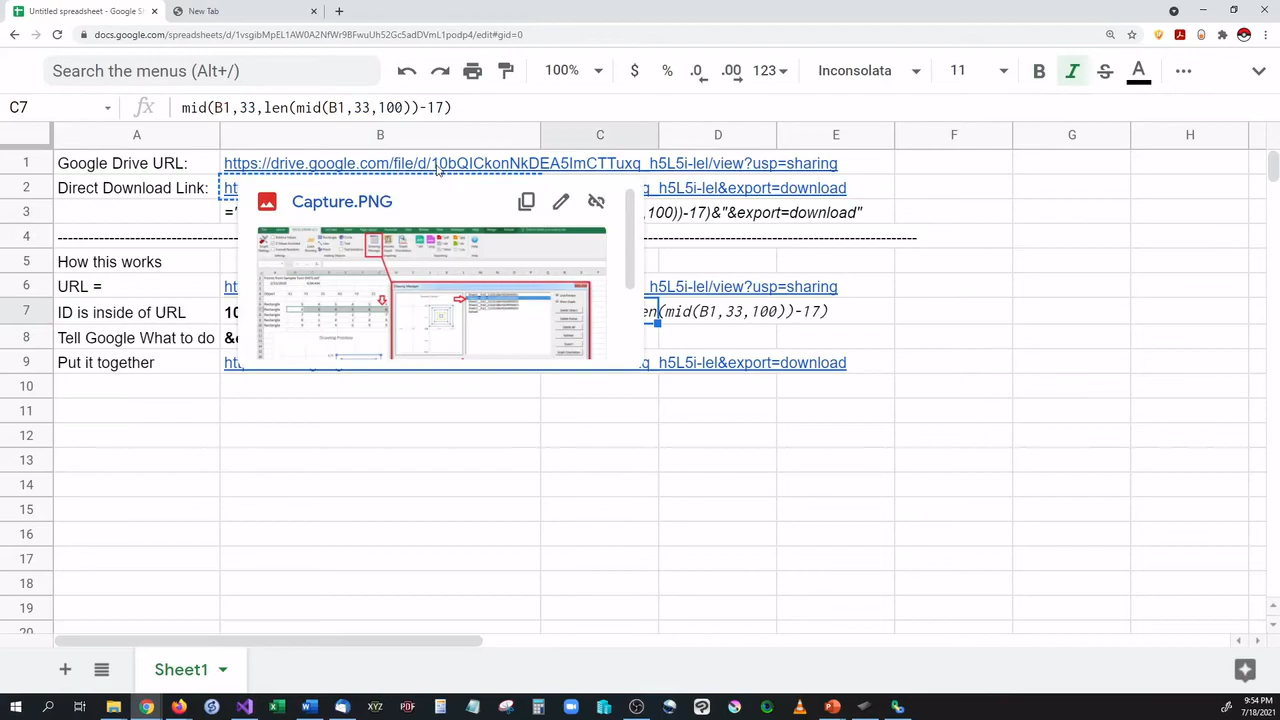 Untitled spreadsheet - Google S
New Tab
docs.google.com/spreadsheets/d/1vsgibMpEL1AW0A2NfWr9BFwuUh52Gc5adDVmL1podp4/edit#gid=0
Search the menus (Alt+/)
100%
$ % .0 .00 123
Inconsolata
11
B I S A
C7
fx
mid(B1,33,len(mid(B1,33,100))-17)
A B C D E F G H
1 Google Drive URL: https://drive.google.com/file/d/10bQICkonNkDEA5ImCTTuxq_h5L5i-lel/view?usp=sharing
2 Direct Download Link: ht q_h5L5i-lel&export=download
3 =" ,100))-17)&"&export=download"
4 ----------
5 How this works
6 URL = ht q_h5L5i-lel/view?usp=sharing
7 ID is inside of URL 10 en(mid(B1,33,100))-17)
8 Tell Google What to do &e
9 Put it together ht q_h5L5i-lel&export=download
Capture.PNG
10
11
12
13
14
15
16
17
18
19
20
Sheet1
9:54 PM
7/18/2021